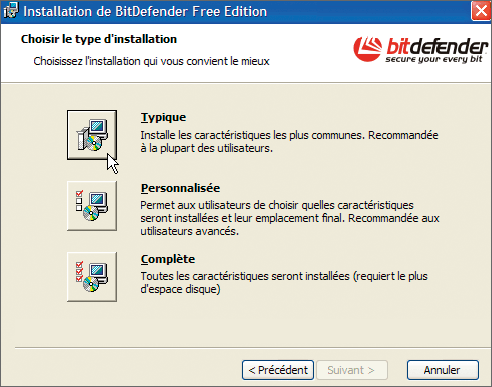 Installation de BitDefender Free Edition
Choisir le type d'installation
Choisissez l'installation qui vous convient le mieux
bitdefender
secure your every bit
Typique
Installe les caractéristiques les plus communes. Recommandée
à la plupart des utilisateurs.
Personnalisée
Permet aux utilisateurs de choisir quelles caractéristiques
seront installées et leur emplacement final. Recommandée aux
utilisateurs avancés.
Complète
Toutes les caractéristiques seront installées (requiert le plus
d'espace disque)
< Précédent Suivant > Annuler